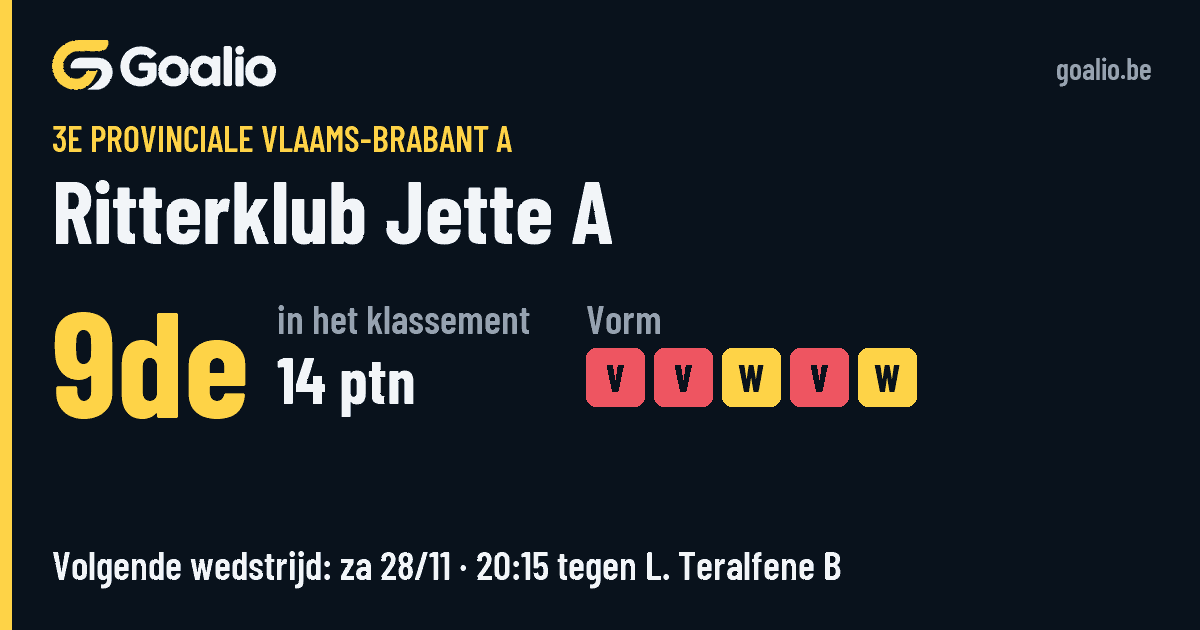 Goalio
goalio.be
3E PROVINCIALE VLAAMS-BRABANT A
Ritterklub Jette A
9de
in het klassement
14 ptn
Vorm
V V W V W
Volgende wedstrijd: za 28/11 · 20:15 tegen L. Teralfene B